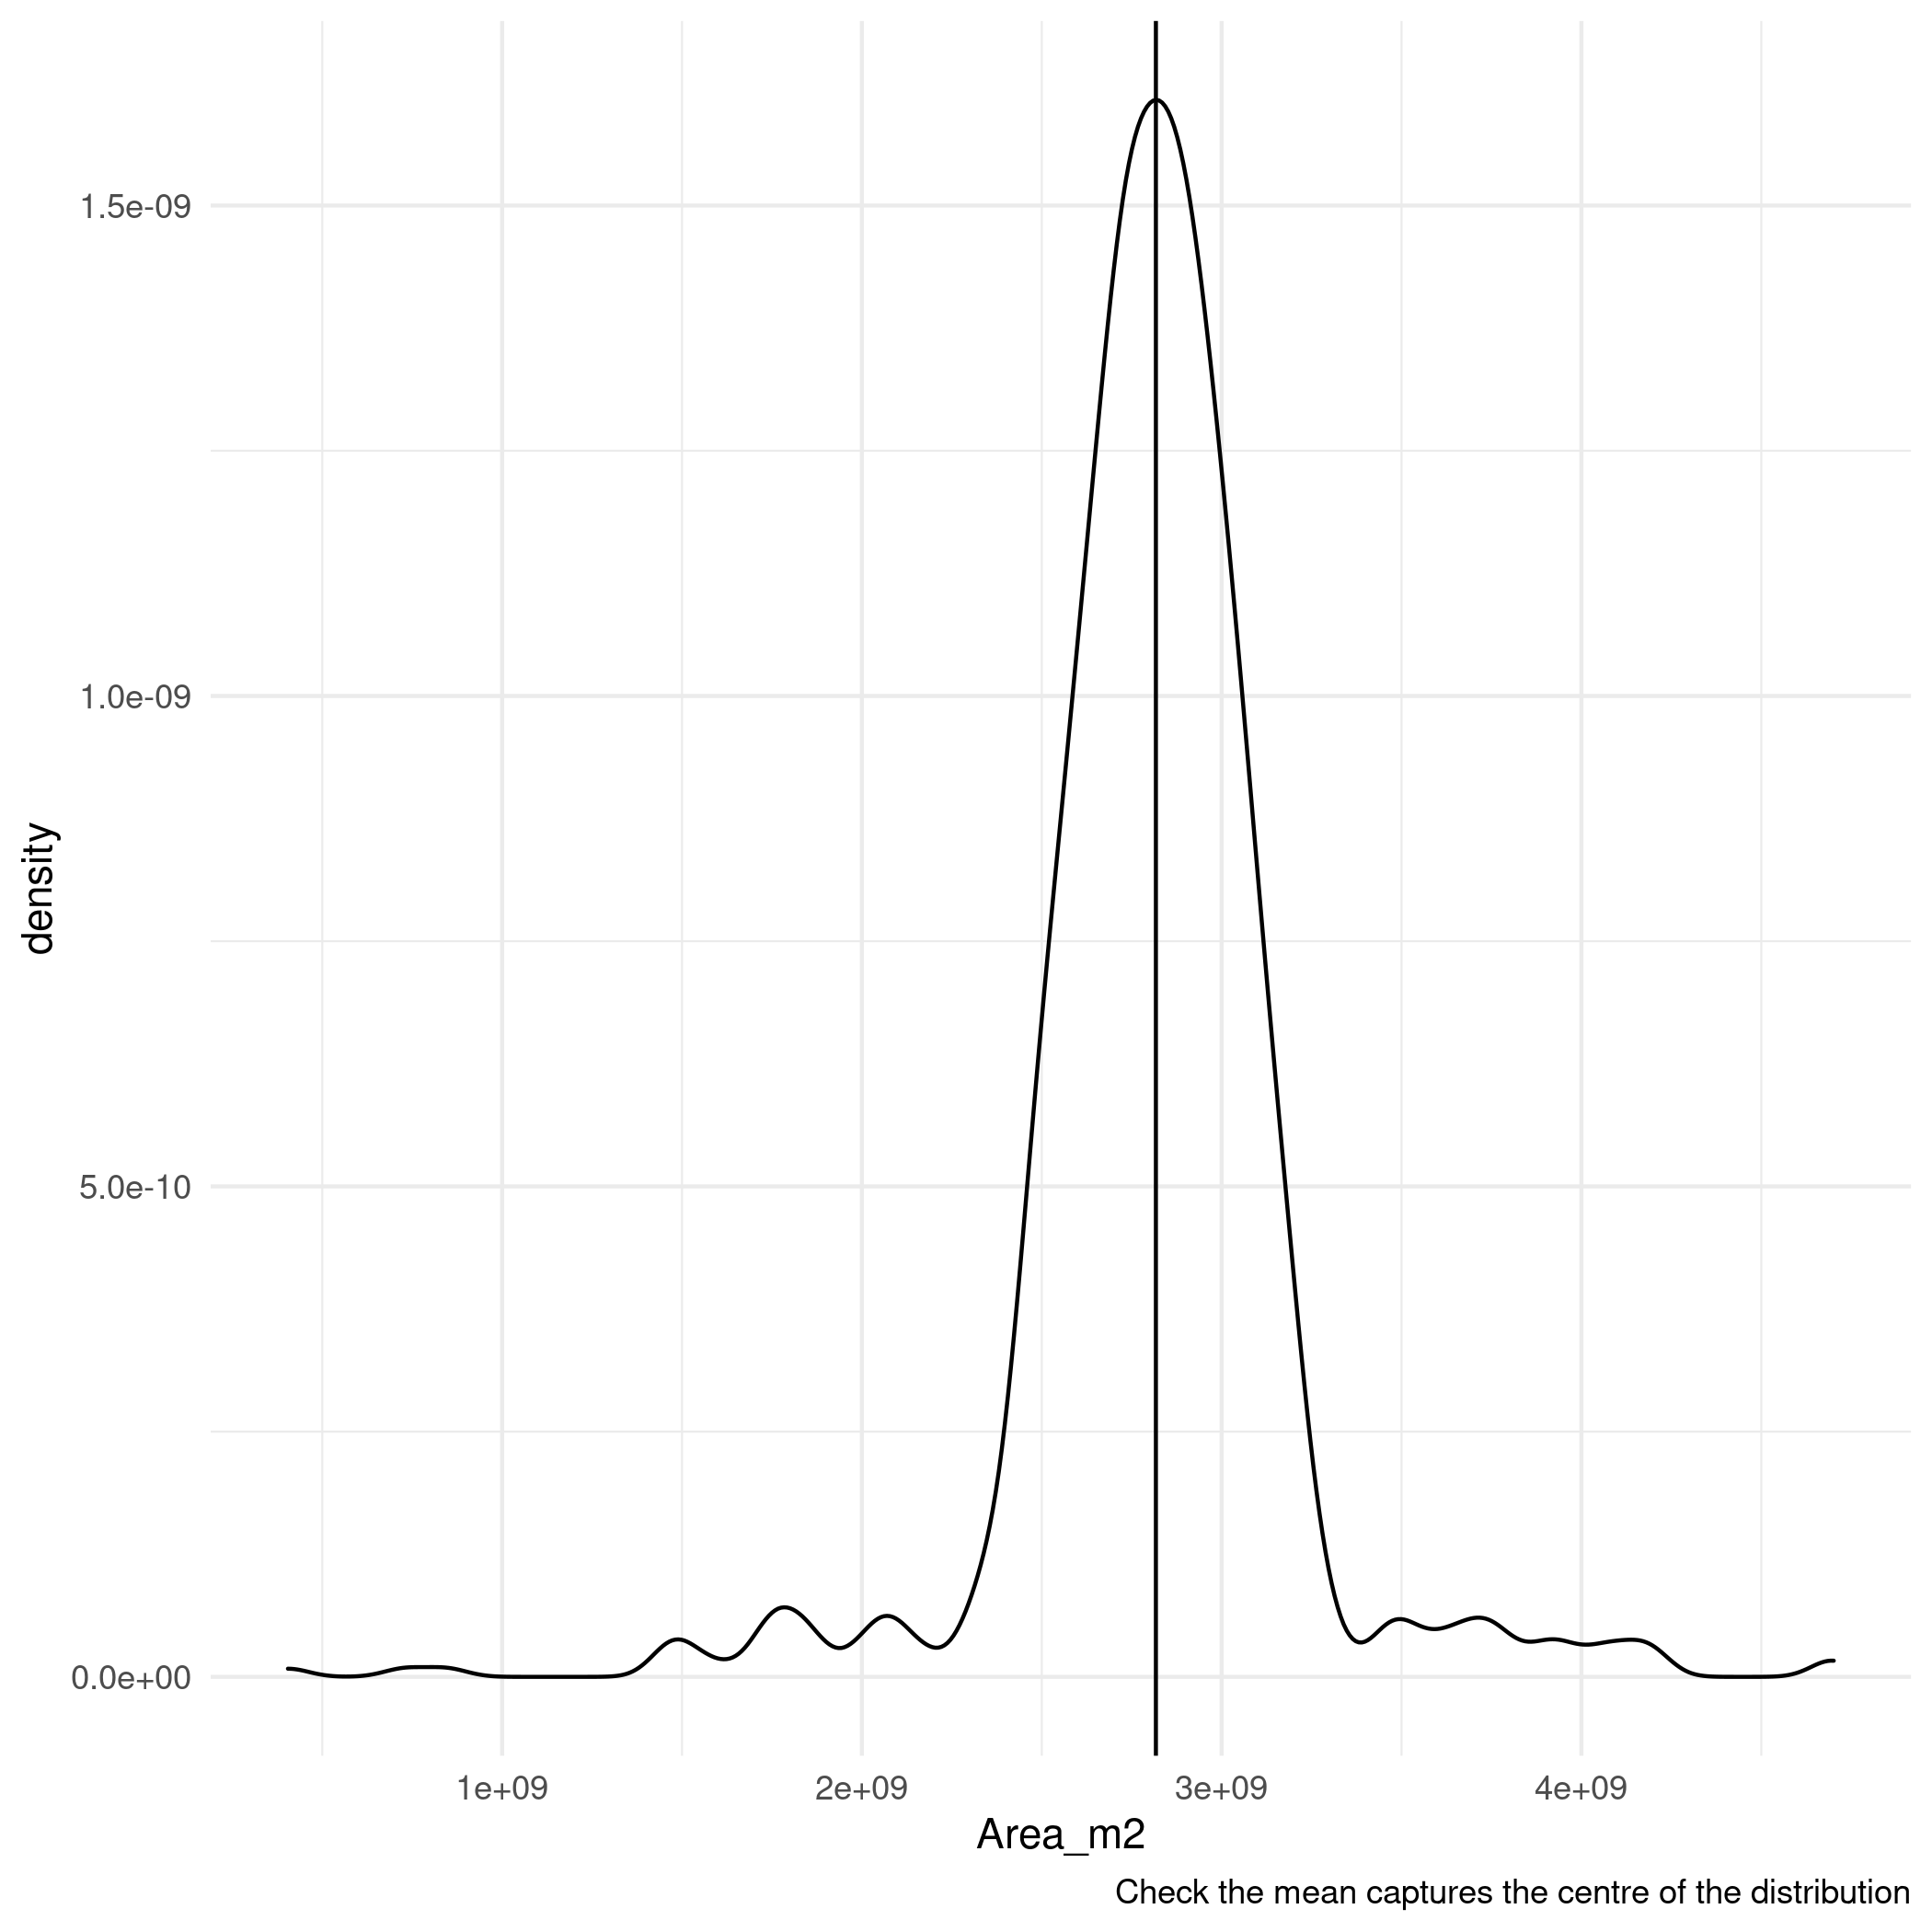 1.5e-09
1.0e-09
5.0e-10
0.0e+00
density
1e+09 2e+09 3e+09 4e+09
Area_m2
Check the mean captures the centre of the distribution